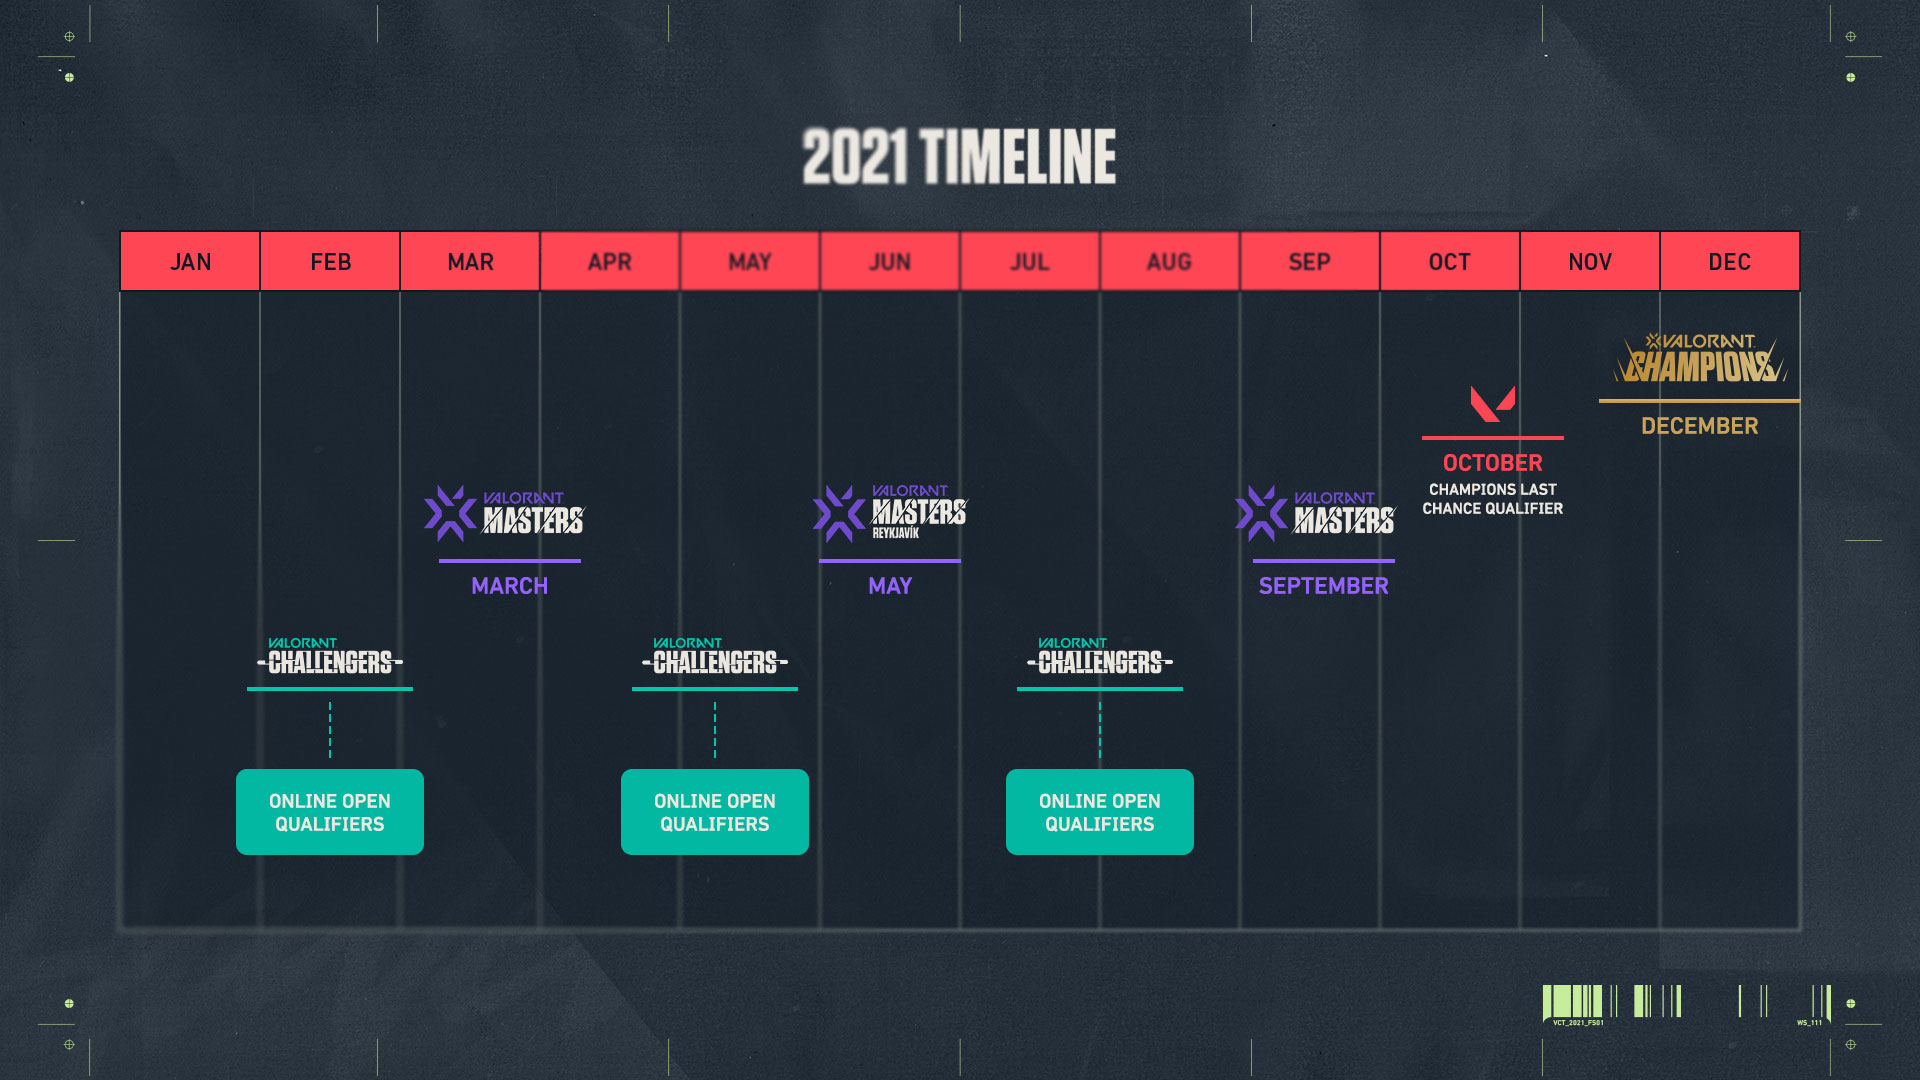 2021 TIMELINE
JAN FEB MAR APR MAY JUN JUL AUG SEP OCT NOV DEC
VALORANT
CHAMPIONS
DECEMBER
OCTOBER
CHAMPIONS LAST
CHANCE QUALIFIER
VALORANT
MASTERS
MARCH
VALORANT
MASTERS
REYKJAVÍK
MAY
VALORANT
MASTERS
SEPTEMBER
VALORANT
CHALLENGERS
ONLINE OPEN
QUALIFIERS
VALORANT
CHALLENGERS
ONLINE OPEN
QUALIFIERS
VALORANT
CHALLENGERS
ONLINE OPEN
QUALIFIERS
VCT_2021_FS01
WS_111